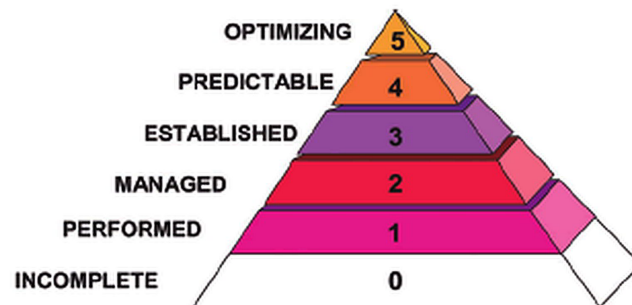 OPTIMIZING 5
PREDICTABLE 4
ESTABLISHED 3
MANAGED 2
PERFORMED 1
INCOMPLETE 0